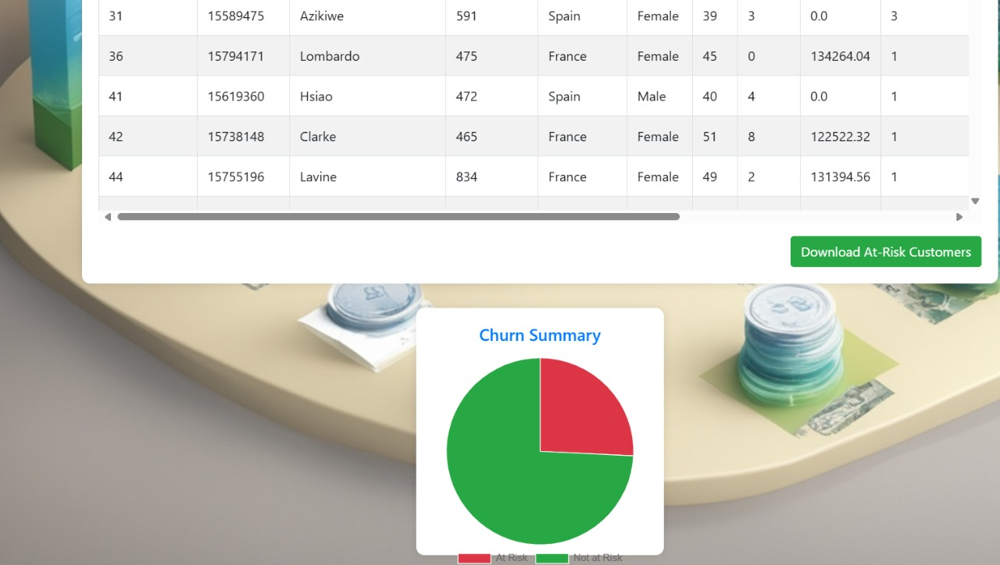 31 15589475 Azikiwe 591 Spain Female 39 3 0.0 3
36 15794171 Lombardo 475 France Female 45 0 134264.04 1
41 15619360 Hsiao 472 Spain Male 40 4 0.0 1
42 15738148 Clarke 465 France Female 51 8 122522.32 1
44 15755196 Lavine 834 France Female 49 2 131394.56 1
Download At-Risk Customers
Churn Summary
At Risk Not at Risk